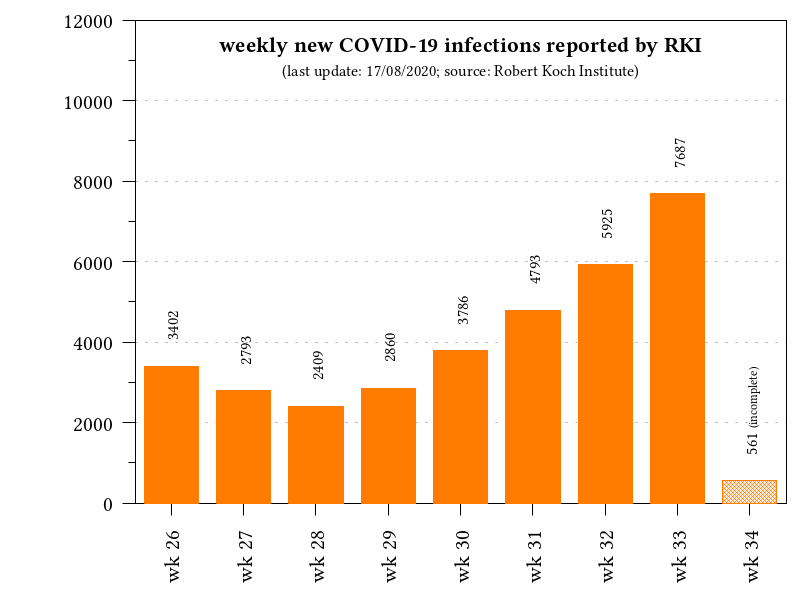 weekly new COVID-19 infections reported by RKI
(last update: 17/08/2020; source: Robert Koch Institute)
12000
10000
8000
6000
4000
2000
0
3402
2793
2409
2860
3786
4793
5925
7687
561 (incomplete)
wk 26
wk 27
wk 28
wk 29
wk 30
wk 31
wk 32
wk 33
wk 34